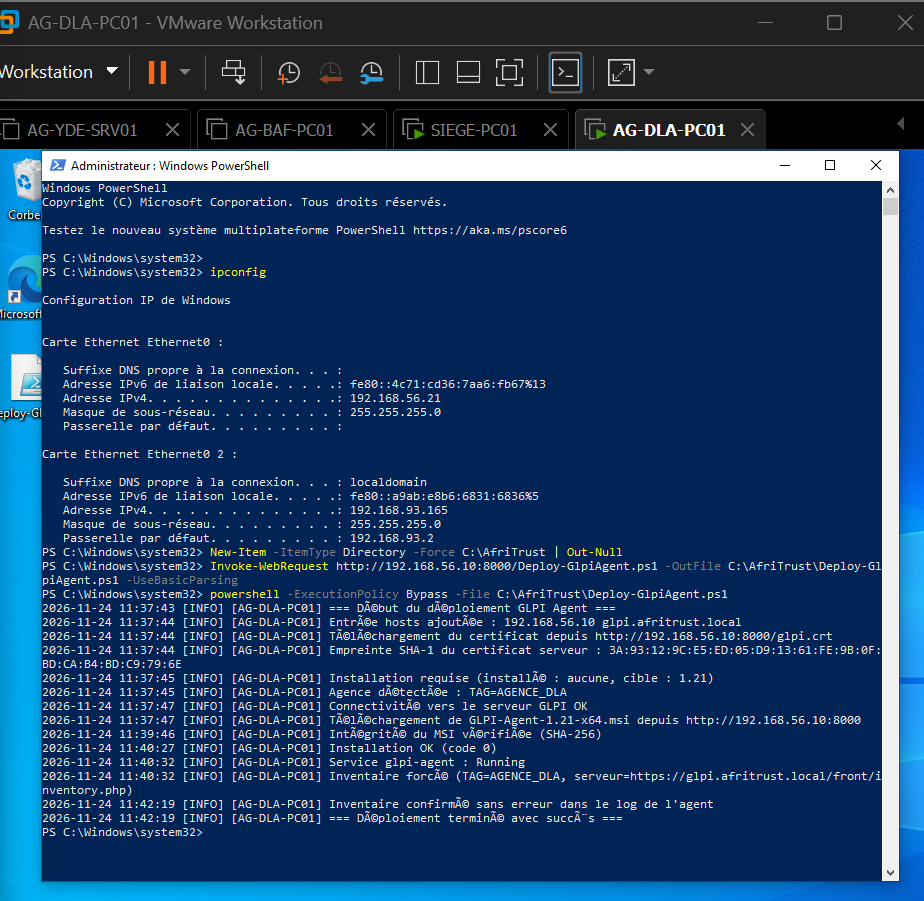 AG-DLA-PC01 - VMware Workstation
Workstation
AG-YDE-SRV01
AG-BAF-PC01
SIEGE-PC01
AG-DLA-PC01
Administrateur : Windows PowerShell
Corbe
Microsoft
eploy-Gl
Windows PowerShell
Copyright (C) Microsoft Corporation. Tous droits réservés.
Testez le nouveau système multiplateforme PowerShell https://aka.ms/pscore6
PS C:\Windows\system32>
PS C:\Windows\system32> ipconfig
Configuration IP de Windows
Carte Ethernet Ethernet0 :
Suffixe DNS propre à la connexion. . . :
Adresse IPv6 de liaison locale. . . . .: fe80::4c71:cd36:7aa6:fb67%13
Adresse IPv4. . . . . . . . . . . . . .: 192.168.56.21
Masque de sous-réseau. . . . . . . . . : 255.255.255.0
Passerelle par défaut. . . . . . . . . :
Carte Ethernet Ethernet0 2 :
Suffixe DNS propre à la connexion. . . : localdomain
Adresse IPv6 de liaison locale. . . . .: fe80::a9ab:e8b6:6831:6836%5
Adresse IPv4. . . . . . . . . . . . . .: 192.168.93.165
Masque de sous-réseau. . . . . . . . . : 255.255.255.0
Passerelle par défaut. . . . . . . . . : 192.168.93.2
PS C:\Windows\system32> New-Item -ItemType Directory -Force C:\AfriTrust | Out-Null
PS C:\Windows\system32> Invoke-WebRequest http://192.168.56.10:8000/Deploy-GlpiAgent.ps1 -OutFile C:\AfriTrust\Deploy-Gl
piAgent.ps1 -UseBasicParsing
PS C:\Windows\system32> powershell -ExecutionPolicy Bypass -File C:\AfriTrust\Deploy-GlpiAgent.ps1
2026-11-24 11:37:43 [INFO] [AG-DLA-PC01] === DÃ©but du dÃ©ploiement GLPI Agent ===
2026-11-24 11:37:44 [INFO] [AG-DLA-PC01] EntrÃ©e hosts ajoutÃ©e : 192.168.56.10 glpi.afritrust.local
2026-11-24 11:37:44 [INFO] [AG-DLA-PC01] TÃ©lÃ©chargement du certificat depuis http://192.168.56.10:8000/glpi.crt
2026-11-24 11:37:44 [INFO] [AG-DLA-PC01] Empreinte SHA-1 du certificat serveur : 3A:93:12:9C:E5:ED:05:D9:13:61:FE:9B:0F:
BD:CA:B4:BD:C9:79:6E
2026-11-24 11:37:45 [INFO] [AG-DLA-PC01] Installation requise (installÃ© : aucune, cible : 1.21)
2026-11-24 11:37:45 [INFO] [AG-DLA-PC01] Agence dÃ©tectÃ©e : TAG=AGENCE_DLA
2026-11-24 11:37:47 [INFO] [AG-DLA-PC01] ConnectivitÃ© vers le serveur GLPI OK
2026-11-24 11:37:47 [INFO] [AG-DLA-PC01] TÃ©lÃ©chargement de GLPI-Agent-1.21-x64.msi depuis http://192.168.56.10:8000
2026-11-24 11:39:46 [INFO] [AG-DLA-PC01] IntÃ©gritÃ© du MSI vÃ©rifiÃ©e (SHA-256)
2026-11-24 11:40:27 [INFO] [AG-DLA-PC01] Installation OK (code 0)
2026-11-24 11:40:32 [INFO] [AG-DLA-PC01] Service glpi-agent : Running
2026-11-24 11:40:32 [INFO] [AG-DLA-PC01] Inventaire forcÃ© (TAG=AGENCE_DLA, serveur=https://glpi.afritrust.local/front/i
nventory.php)
2026-11-24 11:42:19 [INFO] [AG-DLA-PC01] Inventaire confirmÃ© sans erreur dans le log de l'agent
2026-11-24 11:42:19 [INFO] [AG-DLA-PC01] === DÃ©ploiement terminÃ© avec succÃ¨s ===
PS C:\Windows\system32>